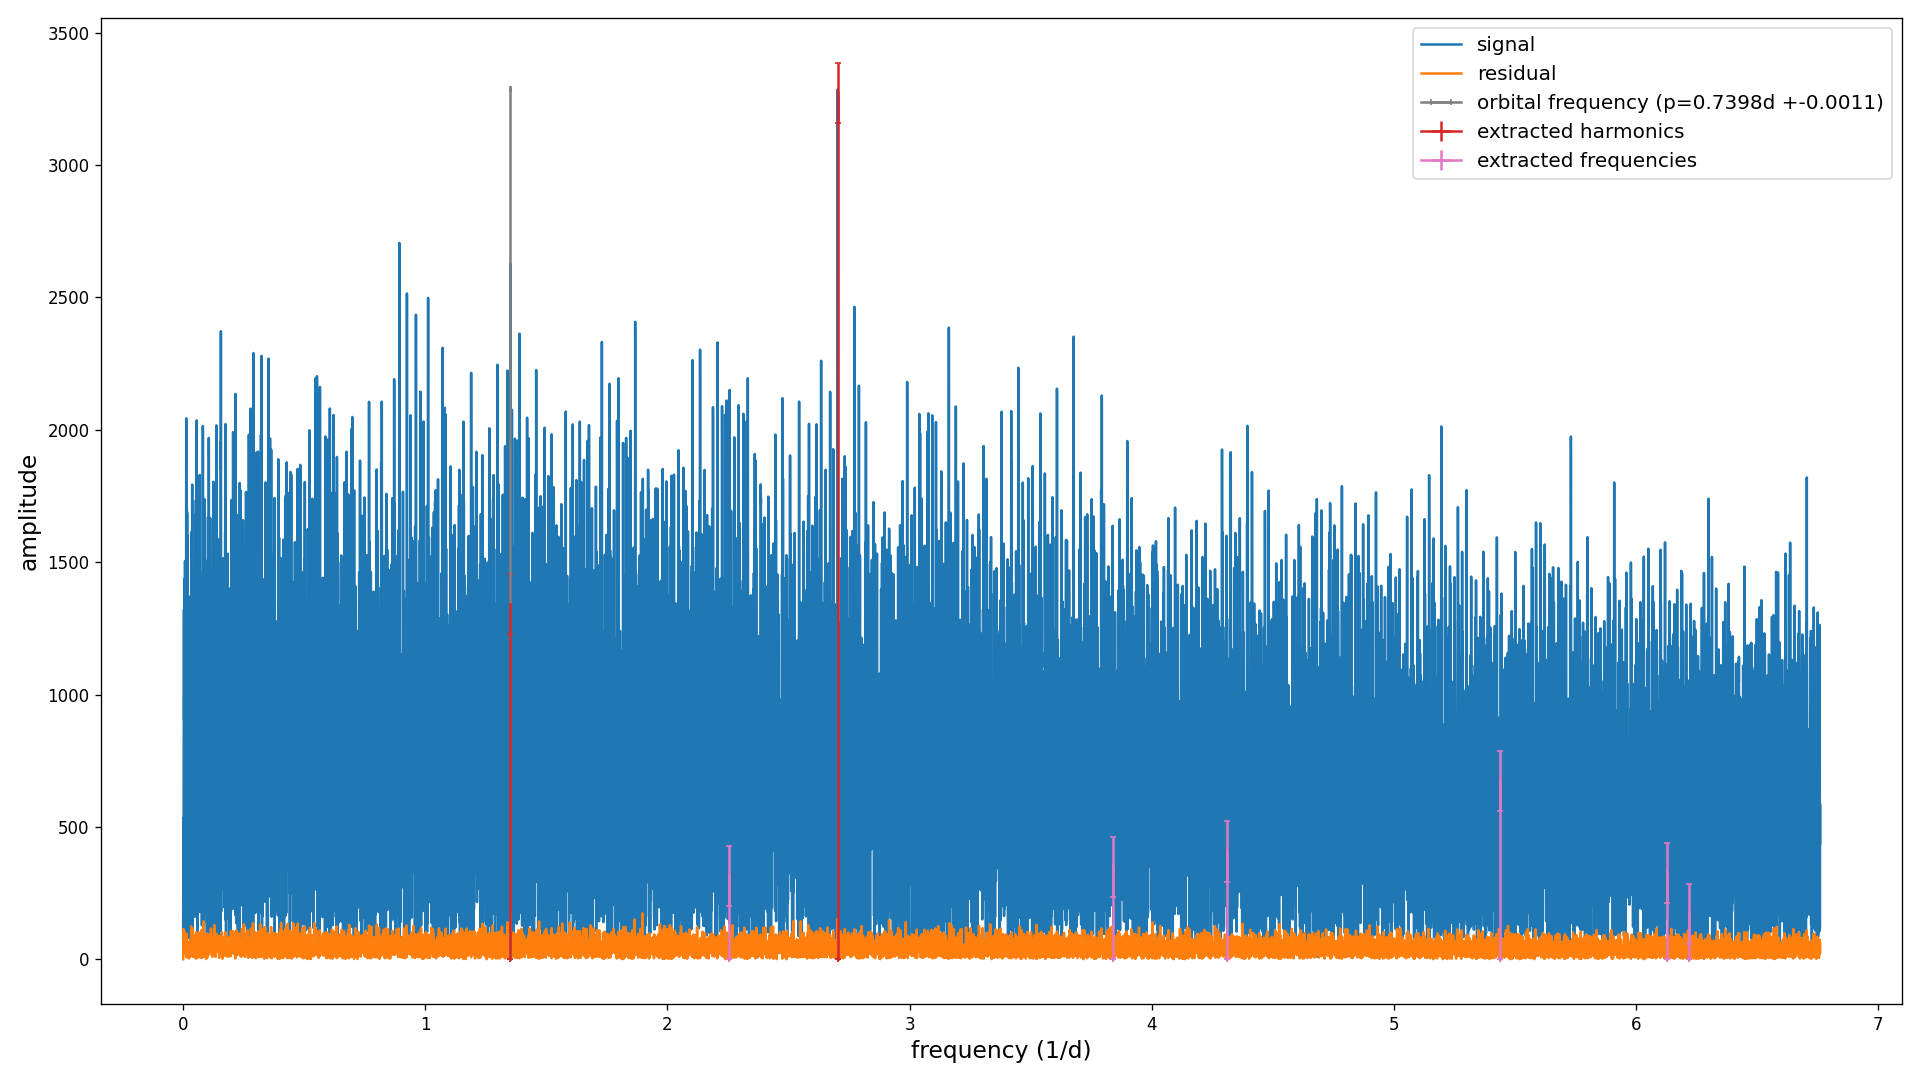 3500
3000
2500
2000
1500
1000
500
0
amplitude
0 1 2 3 4 5 6 7
frequency (1/d)
signal
residual
orbital frequency (p=0.7398d +-0.0011)
extracted harmonics
extracted frequencies